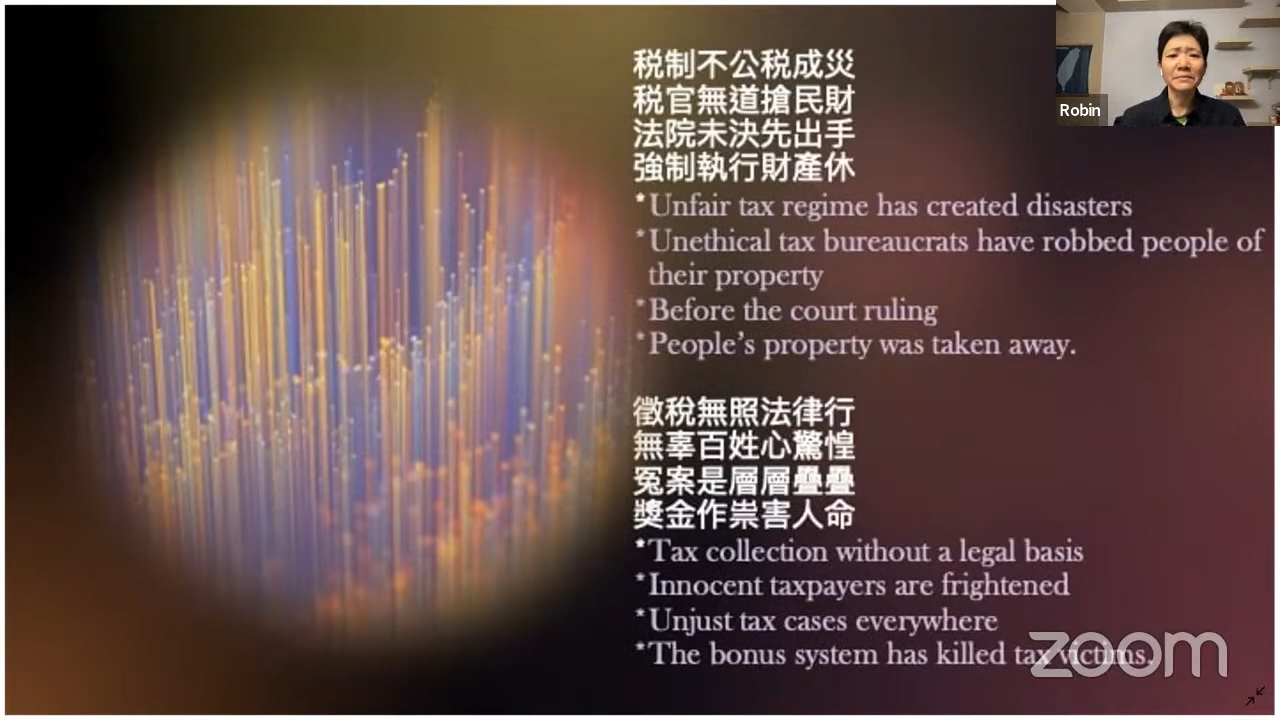 税制不公税成災
税官無道搶民財
法院未決先出手
強制執行財產休
*Unfair tax regime has created disasters
*Unethical tax bureaucrats have robbed people of
their property
*Before the court ruling
*People’s property was taken away.
徵稅無照法律行
無辜百姓心驚惶
冤案是層層疊疊
獎金作祟害人命
*Tax collection without a legal basis
*Innocent taxpayers are frightened
*Unjust tax cases everywhere
*The bonus system has killed tax victims.
Robin
zoom